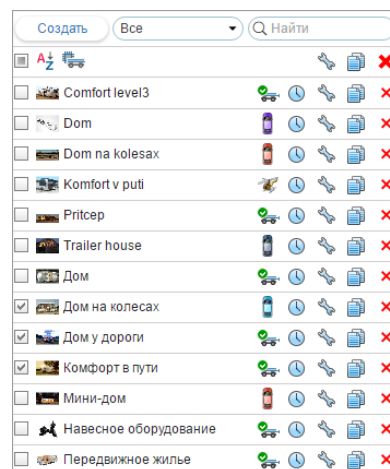 Создать Все Найти
Comfort level3
Dom
Dom na kolesax
Komfort v puti
Pritcep
Trailer house
Дом
Дом на колесах
Дом у дороги
Комфорт в пути
Мини-дом
Навесное оборудование
Передвижное жилье